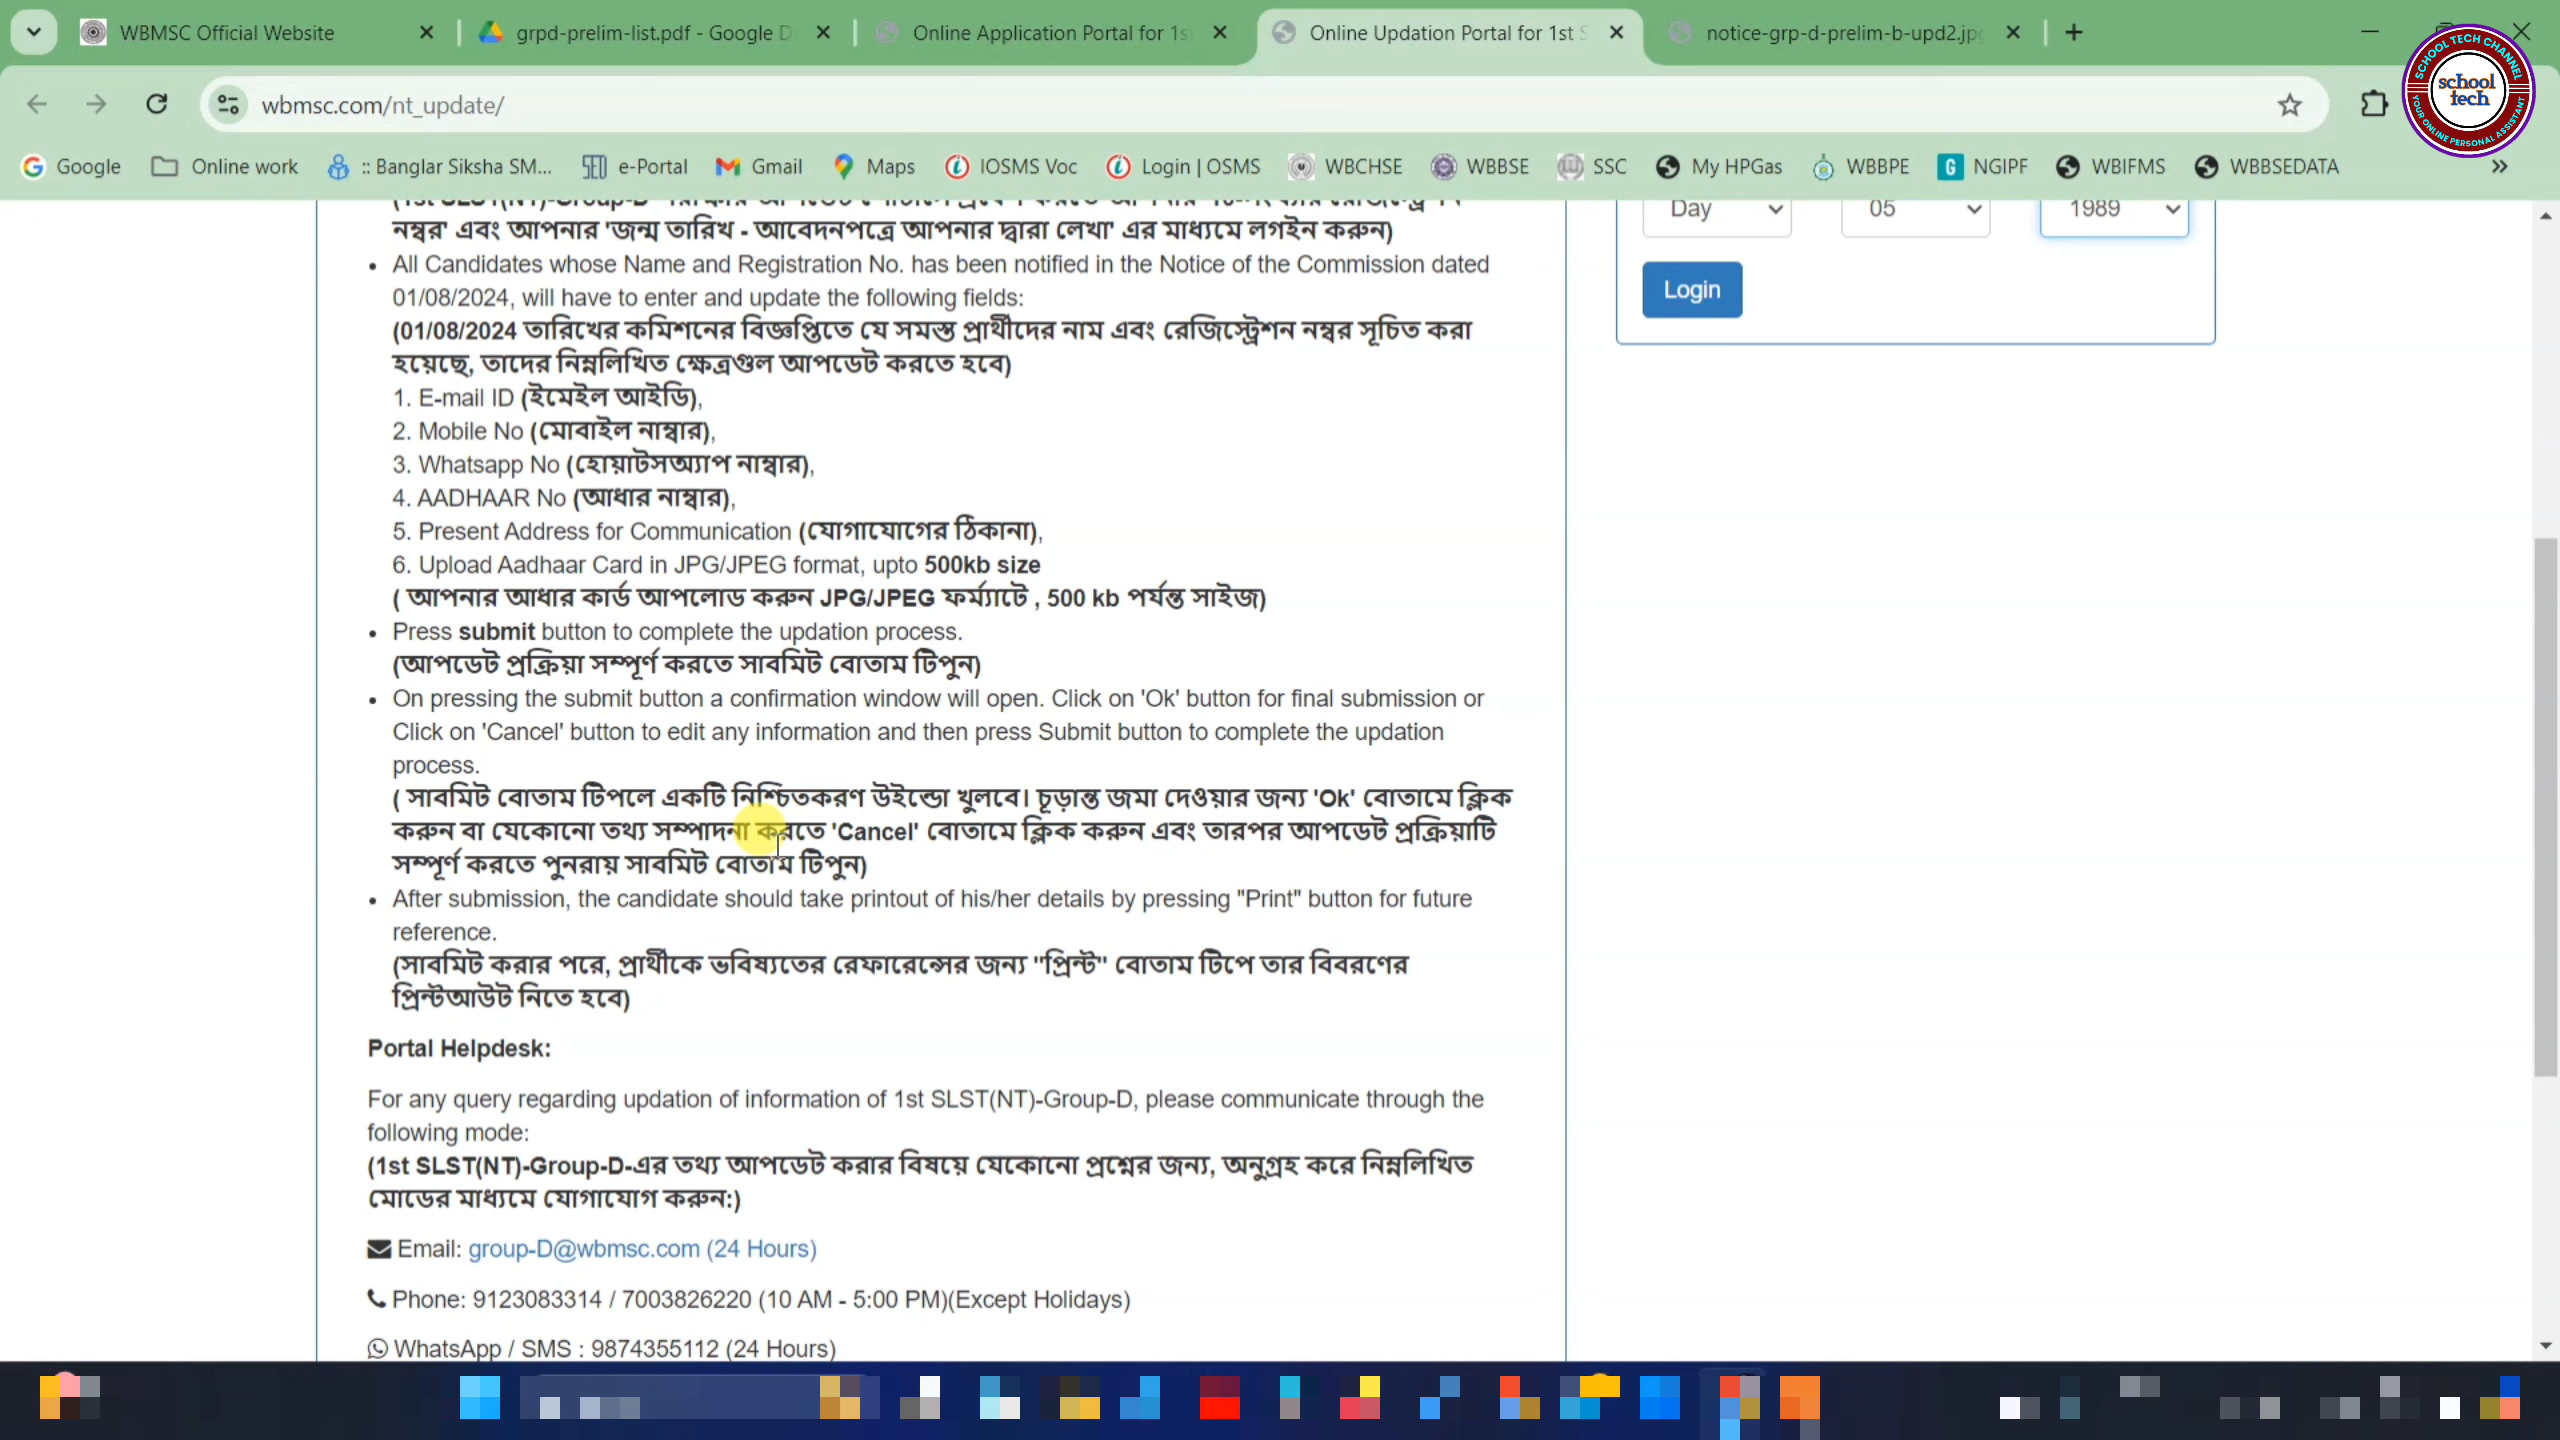 WBMSC Official Website
grpd-prelim-list.pdf - Google D
Online Application Portal for 1s
Online Updation Portal for 1st S
notice-grp-d-prelim-b-upd2.jpg
wbmsc.com/nt_update/
SCHOOL TECH CHANNEL
school
tech
YOUR ONLINE PERSONAL ASSISTANT
Google
Online work
:: Banglar Siksha SM...
e-Portal
Gmail
Maps
IOSMS Voc
Login | OSMS
WBCHSE
WBBSE
SSC
My HPGas
WBBPE
NGIPF
WBIFMS
WBBSEDATA
নম্বর' এবং আপনার 'জন্ম তারিখ - আবেদনপত্রে আপনার দ্বারা লেখা' এর মাধ্যমে লগইন করুন)
All Candidates whose Name and Registration No. has been notified in the Notice of the Commission dated
01/08/2024, will have to enter and update the following fields:
(01/08/2024 তারিখের কমিশনের বিজ্ঞপ্তিতে যে সমস্ত প্রার্থীদের নাম এবং রেজিস্ট্রেশন নম্বর সূচিত করা
হয়েছে, তাদের নিম্নলিখিত ক্ষেত্রগুল আপডেট করতে হবে)
1. E-mail ID (ইমেইল আইডি),
2. Mobile No (মোবাইল নাম্বার),
3. Whatsapp No (হোয়াটসঅ্যাপ নাম্বার),
4. AADHAAR No (আধার নাম্বার),
5. Present Address for Communication (যোগাযোগের ঠিকানা),
6. Upload Aadhaar Card in JPG/JPEG format, upto 500kb size
( আপনার আধার কার্ড আপলোড করুন JPG/JPEG ফর্ম্যাটে , 500 kb পর্যন্ত সাইজ)
Press submit button to complete the updation process.
(আপডেট প্রক্রিয়া সম্পূর্ণ করতে সাবমিট বোতাম টিপুন)
On pressing the submit button a confirmation window will open. Click on 'Ok' button for final submission or
Click on 'Cancel' button to edit any information and then press Submit button to complete the updation
process.
( সাবমিট বোতাম টিপলে একটি নিশ্চিতকরণ উইন্ডো খুলবে। চূড়ান্ত জমা দেওয়ার জন্য 'Ok' বোতামে ক্লিক
করুন বা যেকোনো তথ্য সম্পাদনা করতে 'Cancel' বোতামে ক্লিক করুন এবং তারপর আপডেট প্রক্রিয়াটি
সম্পূর্ণ করতে পুনরায় সাবমিট বোতাম টিপুন)
After submission, the candidate should take printout of his/her details by pressing "Print" button for future
reference.
(সাবমিট করার পরে, প্রার্থীকে ভবিষ্যতের রেফারেন্সের জন্য "প্রিন্ট" বোতাম টিপে তার বিবরণের
প্রিন্টআউট নিতে হবে)
Portal Helpdesk:
For any query regarding updation of information of 1st SLST(NT)-Group-D, please communicate through the
following mode:
(1st SLST(NT)-Group-D-এর তথ্য আপডেট করার বিষয়ে যেকোনো প্রশ্নের জন্য, অনুগ্রহ করে নিম্নলিখিত
মোডের মাধ্যমে যোগাযোগ করুন:)
Email: group-D@wbmsc.com (24 Hours)
Phone: 9123083314 / 7003826220 (10 AM - 5:00 PM)(Except Holidays)
WhatsApp / SMS : 9874355112 (24 Hours)
Day
05
1989
Login